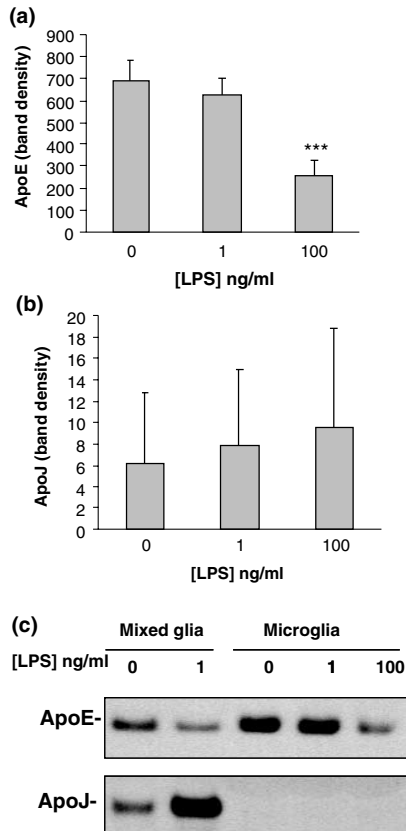 (a)
ApoE (band density)
900
800
700
600
500
400
300
200
100
0
***
0 1 100
[LPS] ng/ml
(b)
ApoJ (band density)
20
18
16
14
12
10
8
6
4
2
0
0 1 100
[LPS] ng/ml
(c)
Mixed glia Microglia
[LPS] ng/ml 0 1 0 1 100
ApoE-
ApoJ-